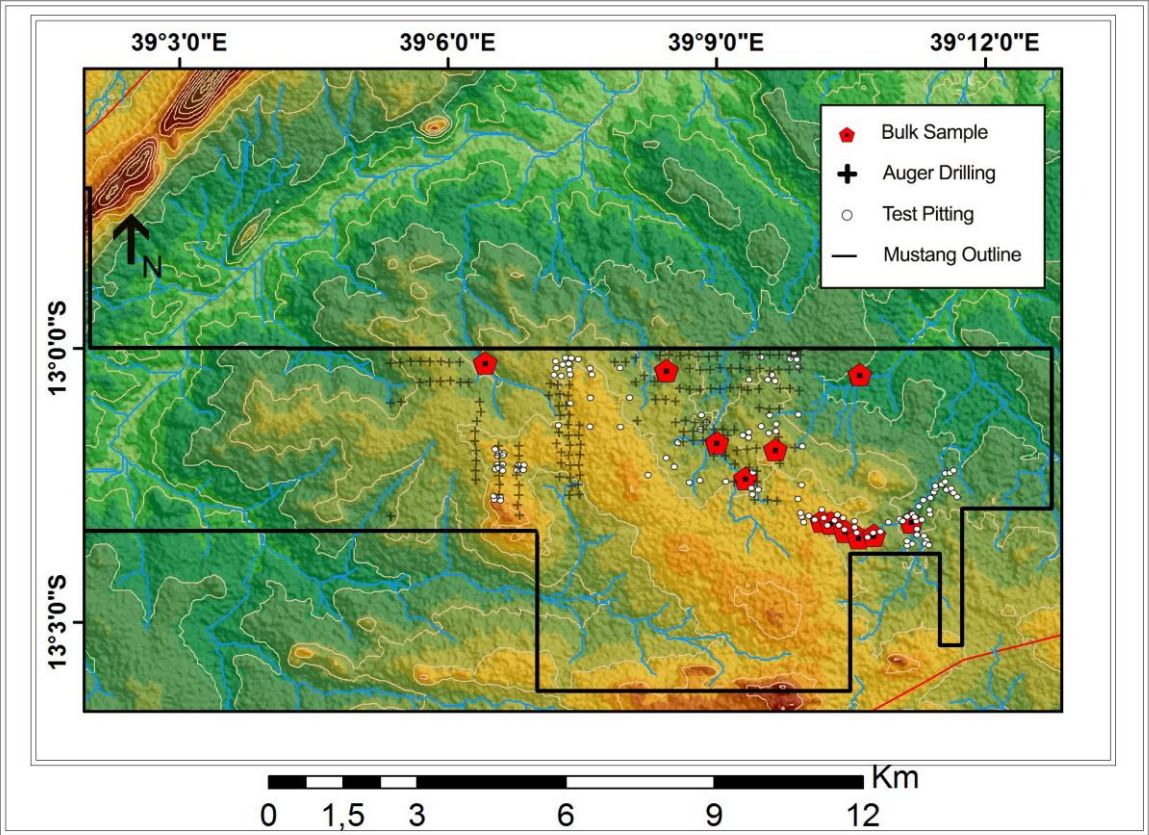 39°3'0"E 39°6'0"E 39°9'0"E 39°12'0"E
Bulk Sample
Auger Drilling
Test Pitting
Mustang Outline
N
13°0'0"S
13°3'0"S
Km
0 1,5 3 6 9 12